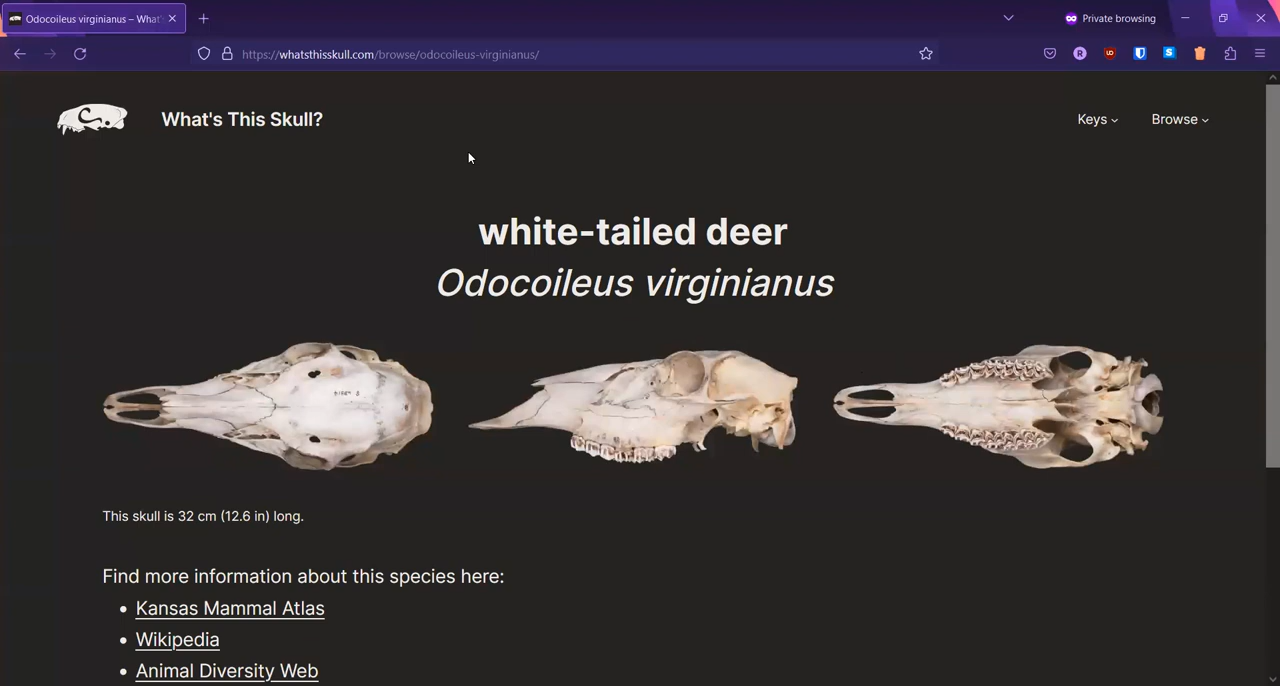 Odocoileus virginianus – What's
Private browsing
https://whatsthisskull.com/browse/odocoileus-virginianus/
What's This Skull?
Keys
Browse
white-tailed deer
Odocoileus virginianus
This skull is 32 cm (12.6 in) long.
Find more information about this species here:
• Kansas Mammal Atlas
• Wikipedia
• Animal Diversity Web